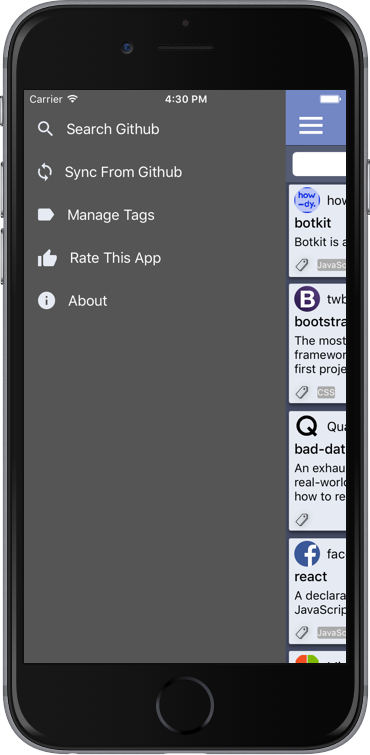 Carrier 4:30 PM
Search Github
Sync From Github
Manage Tags
Rate This App
About
how
-dy.
how
botkit
Botkit is a
JavaSc
B
twb
bootstra
The most
framewor
first proje
CSS
Q
Qua
bad-dat
An exhau
real-world
how to re
f
fac
react
A declara
JavaScrip
JavaSc